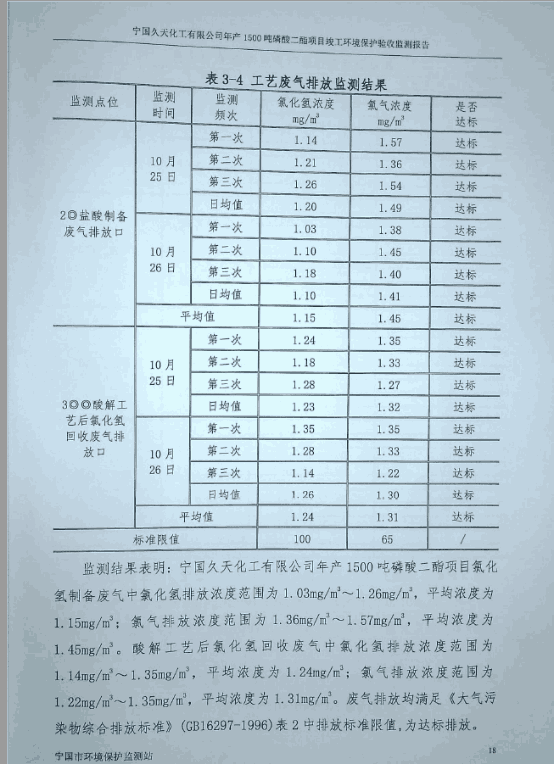 宁国久天化工有限公司年产1500吨磷酸二酯项目竣工环境保护验收监测报告
表3-4 工艺废气排放监测结果
监测点位 监测时间 监测频次 氯化氢浓度mg/m³ 氯气浓度mg/m³ 是否达标
2◎盐酸制备废气排放口 10月25日 第一次 1.14 1.57 达标
第二次 1.21 1.36 达标
第三次 1.26 1.54 达标
日均值 1.20 1.49 达标
10月26日 第一次 1.03 1.38 达标
第二次 1.10 1.45 达标
第三次 1.18 1.40 达标
日均值 1.10 1.41 达标
平均值 1.15 1.45 达标
3◎◎酸解工艺后氯化氢回收废气排放口 10月25日 第一次 1.24 1.35 达标
第二次 1.18 1.33 达标
第三次 1.28 1.27 达标
日均值 1.23 1.32 达标
10月26日 第一次 1.35 1.35 达标
第二次 1.28 1.33 达标
第三次 1.14 1.22 达标
日均值 1.26 1.30 达标
平均值 1.24 1.31 达标
标准限值 100 65 /
监测结果表明：宁国久天化工有限公司年产1500吨磷酸二酯项目氯化
氢制备废气中氯化氢排放浓度范围为1.03mg/m³～1.26mg/m³，平均浓度为
1.15mg/m³；氯气排放浓度范围为1.36mg/m³～1.57mg/m³，平均浓度为
1.45mg/m³。酸解工艺后氯化氢回收废气中氯化氢排放浓度范围为
1.14mg/m³～1.35mg/m³，平均浓度为1.24mg/m³；氯气排放浓度范围为
1.22mg/m³～1.35mg/m³，平均浓度为1.31mg/m³。废气排放均满足《大气污
染物综合排放标准》(GB16297-1996)表2中排放标准限值,为达标排放。
宁国市环境保护监测站 18